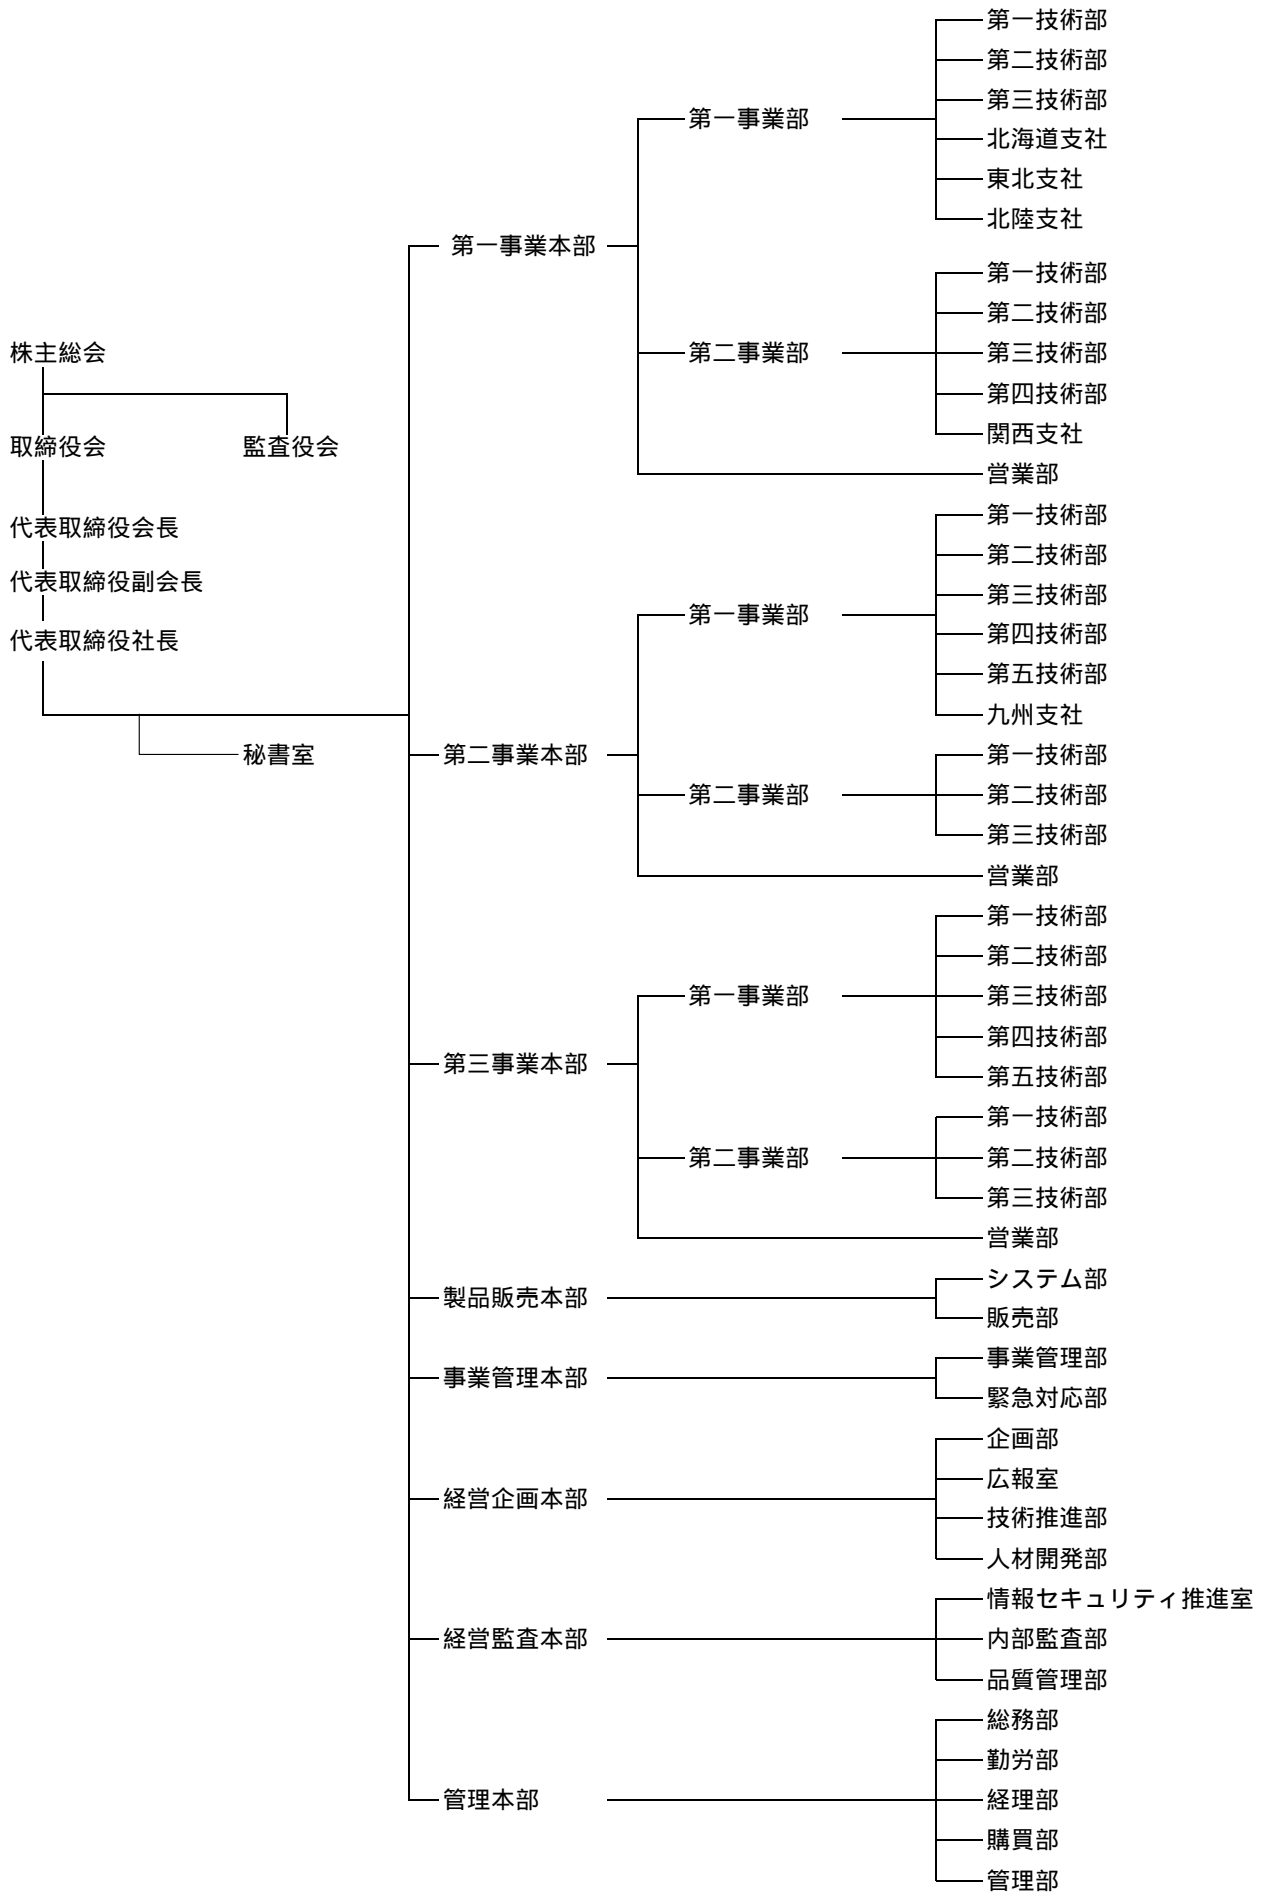 株主総会
取締役会
監査役会
代表取締役会長
代表取締役副会長
代表取締役社長
秘書室
第一事業本部
第一事業部
第一技術部
第二技術部
第三技術部
北海道支社
東北支社
北陸支社
第二事業部
第一技術部
第二技術部
第三技術部
第四技術部
関西支社
営業部
第二事業本部
第一事業部
第一技術部
第二技術部
第三技術部
第四技術部
第五技術部
九州支社
第二事業部
第一技術部
第二技術部
第三技術部
営業部
第三事業本部
第一事業部
第一技術部
第二技術部
第三技術部
第四技術部
第五技術部
第二事業部
第一技術部
第二技術部
第三技術部
営業部
製品販売本部
システム部
販売部
事業管理本部
事業管理部
緊急対応部
経営企画本部
企画部
広報室
技術推進部
人材開発部
経営監査本部
情報セキュリティ推進室
内部監査部
品質管理部
管理本部
総務部
勤労部
経理部
購買部
管理部